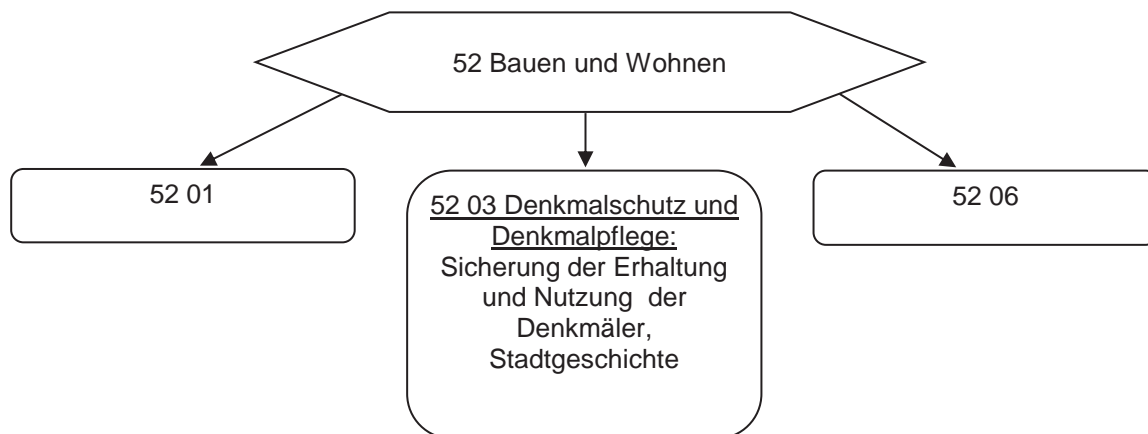 52 Bauen und Wohnen
52 01
52 03 Denkmalschutz und
Denkmalpflege:
Sicherung der Erhaltung
und Nutzung der
Denkmäler,
Stadtgeschichte
52 06